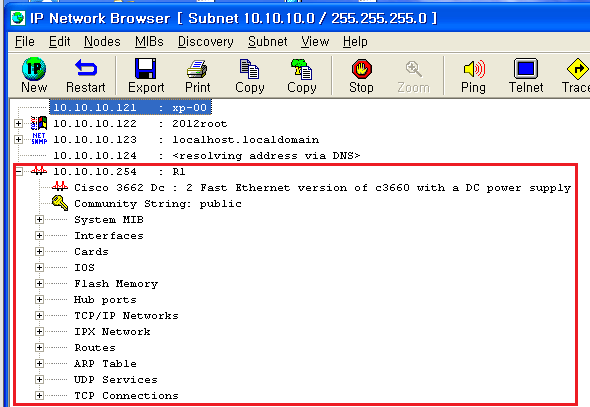 IP Network Browser [ Subnet 10.10.10.0 / 255.255.255.0 ]
File Edit Nodes MIBs Discovery Subnet View Help
New Restart Export Print Copy Copy Stop Zoom Ping Telnet Trace
10.10.10.121 : xp-00
10.10.10.122 : 2012root
NET SNMP 10.10.10.123 : localhost.localdomain
10.10.10.124 : <resolving address via DNS>
10.10.10.254 : R1
Cisco 3662 Dc : 2 Fast Ethernet version of c3660 with a DC power supply
Community String: public
System MIB
Interfaces
Cards
IOS
Flash Memory
Hub ports
TCP/IP Networks
IPX Network
Routes
ARP Table
UDP Services
TCP Connections